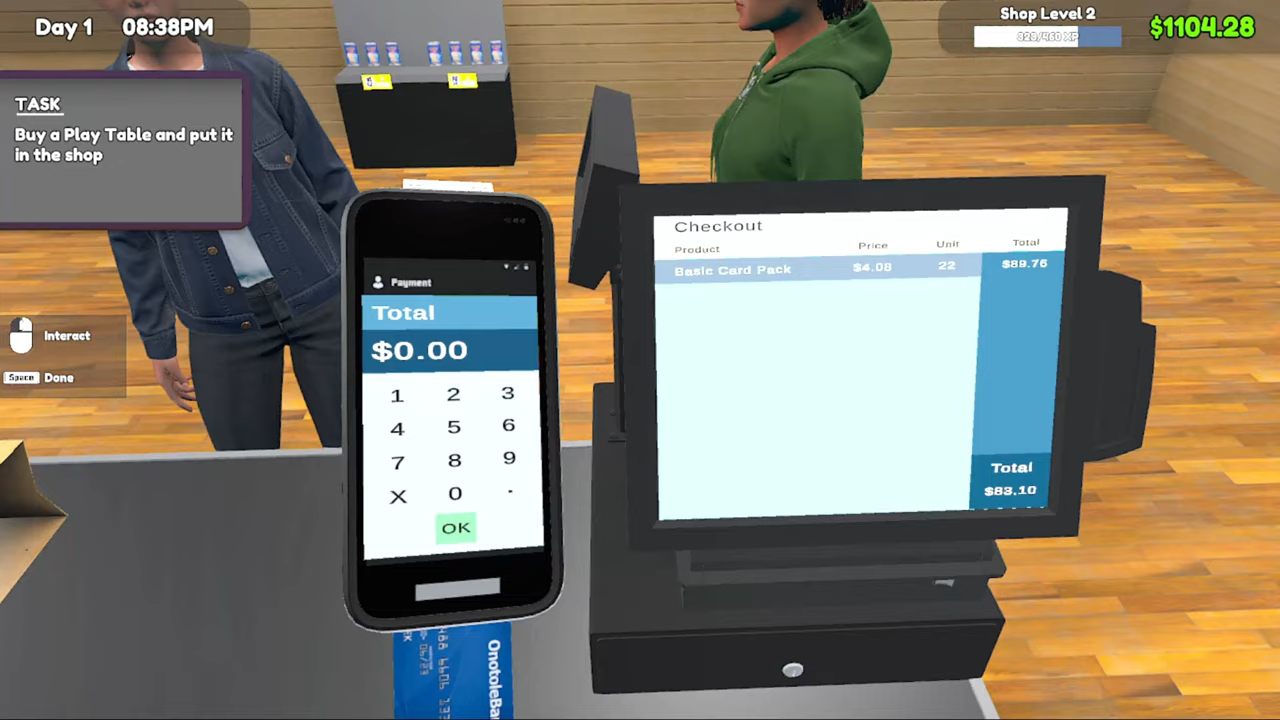 Day 1 08:38PM
Shop Level 2
$1104.28
TASK
Buy a Play Table and put it
in the shop
Interact
Space Done
Payment
Total
$0.00
1 2 3
4 5 6
7 8 9
X 0 .
OK
Checkout
Product Price Unit Total
Basic Card Pack $4.08 22 $89.76
Total
$83.10
OnotoleBa